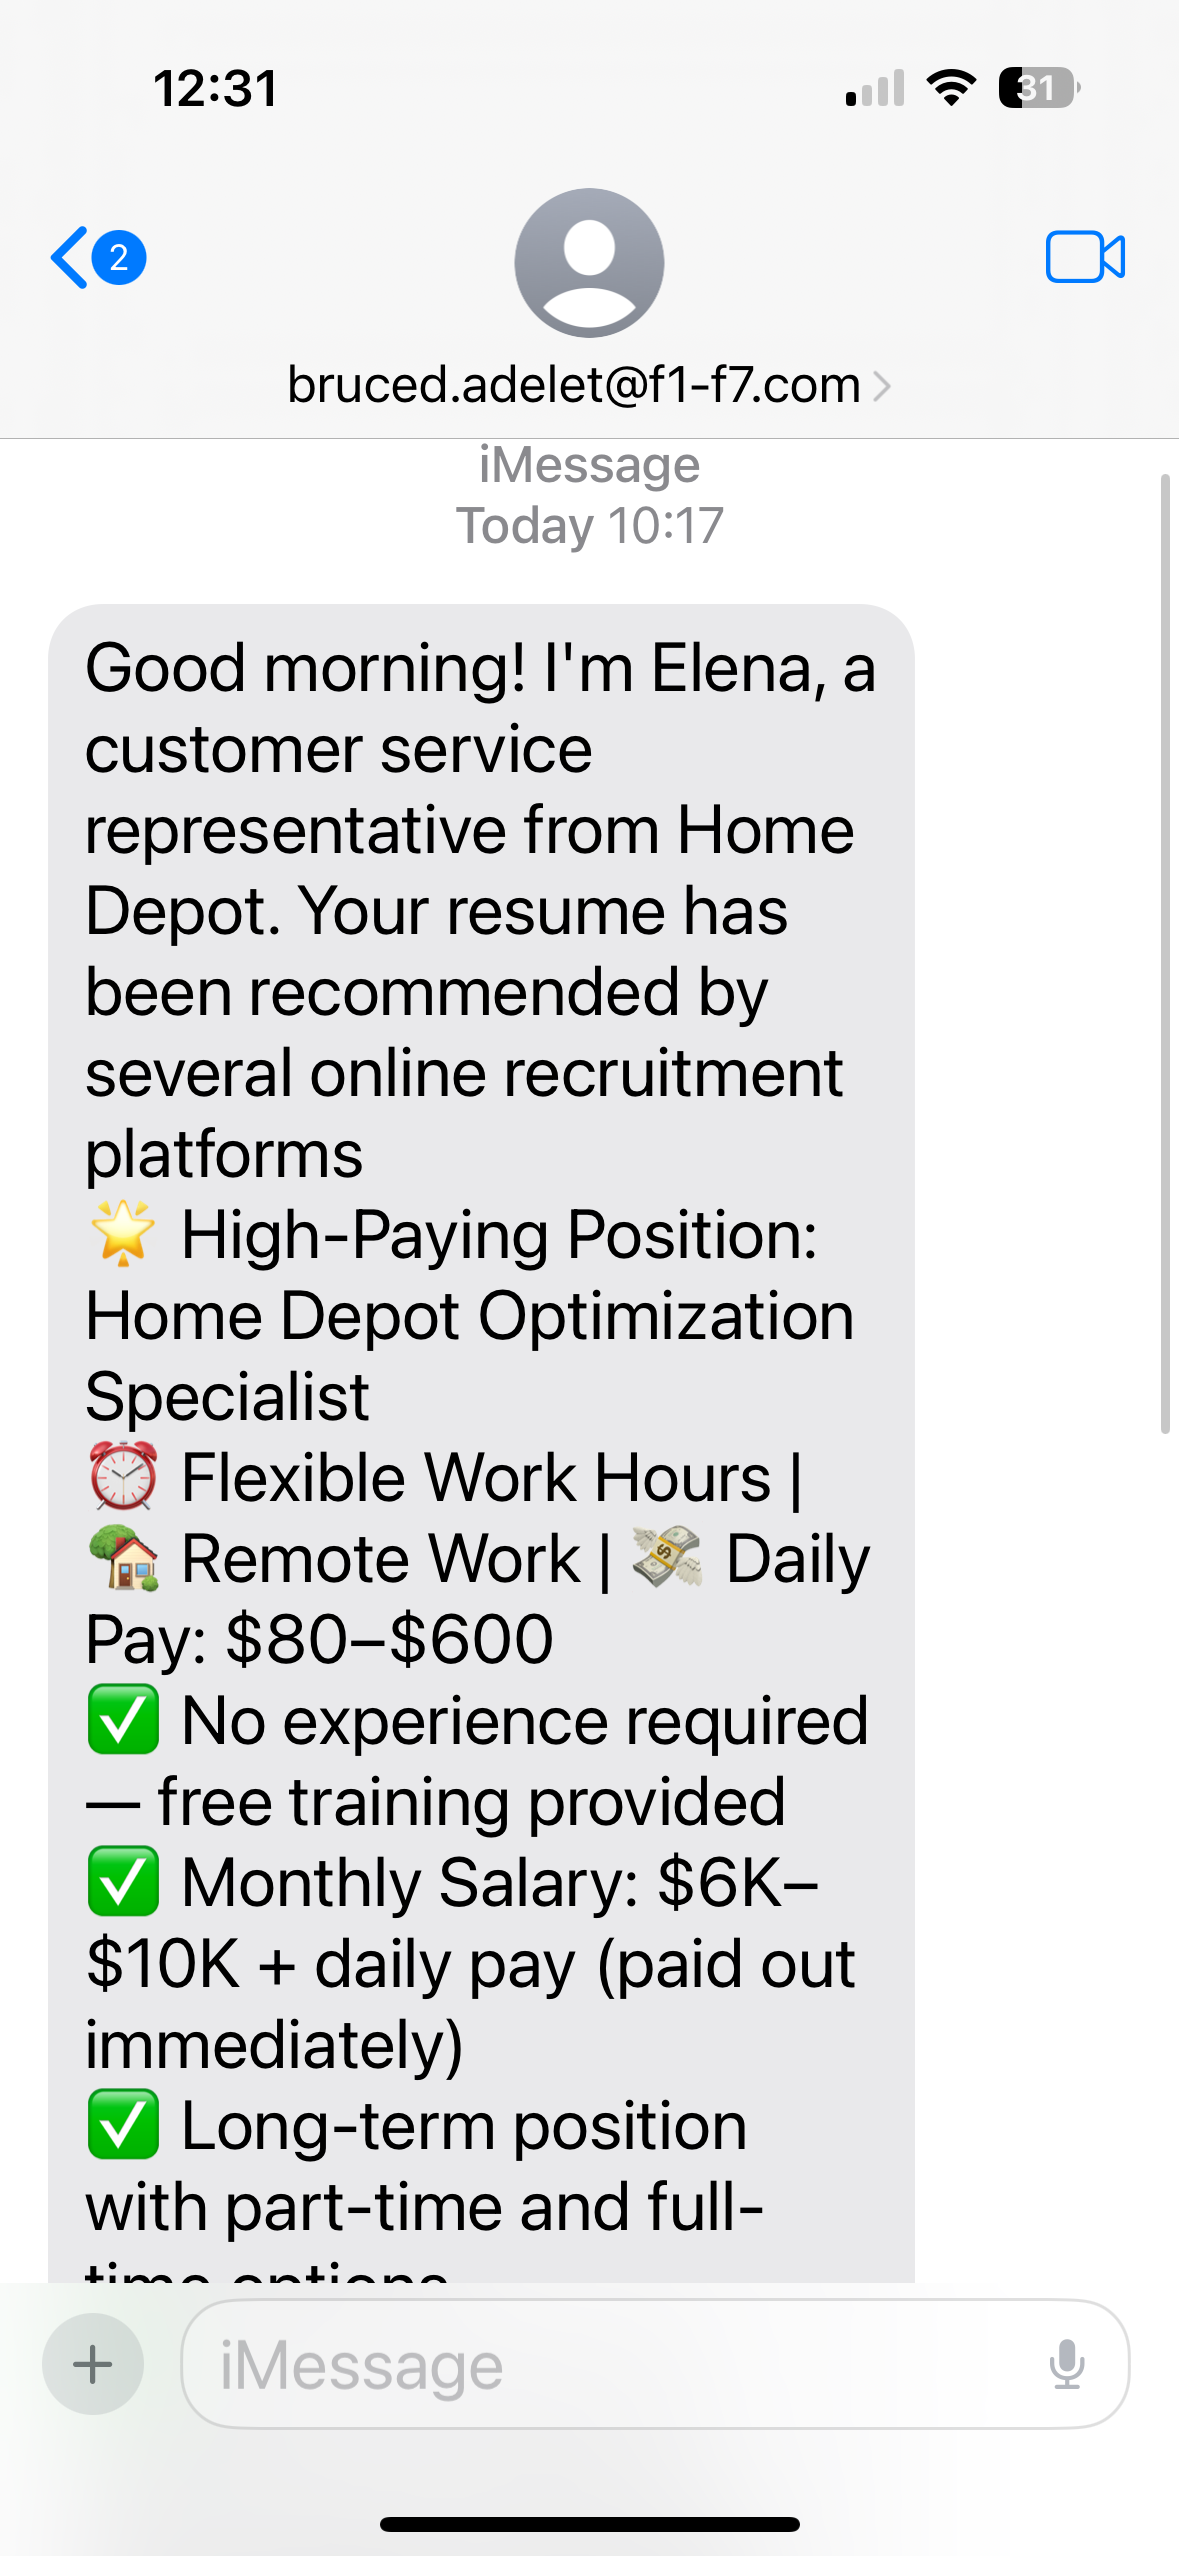 12:31
31
2
bruced.adelet@f1-f7.com
iMessage
Today 10:17
Good morning! I'm Elena, a
customer service
representative from Home
Depot. Your resume has
been recommended by
several online recruitment
platforms
🌟 High-Paying Position:
Home Depot Optimization
Specialist
⏰ Flexible Work Hours |
🏡 Remote Work | 💸 Daily
Pay: $80–$600
✅ No experience required
— free training provided
✅ Monthly Salary: $6K–
$10K + daily pay (paid out
immediately)
✅ Long-term position
with part-time and full-
time options
iMessage